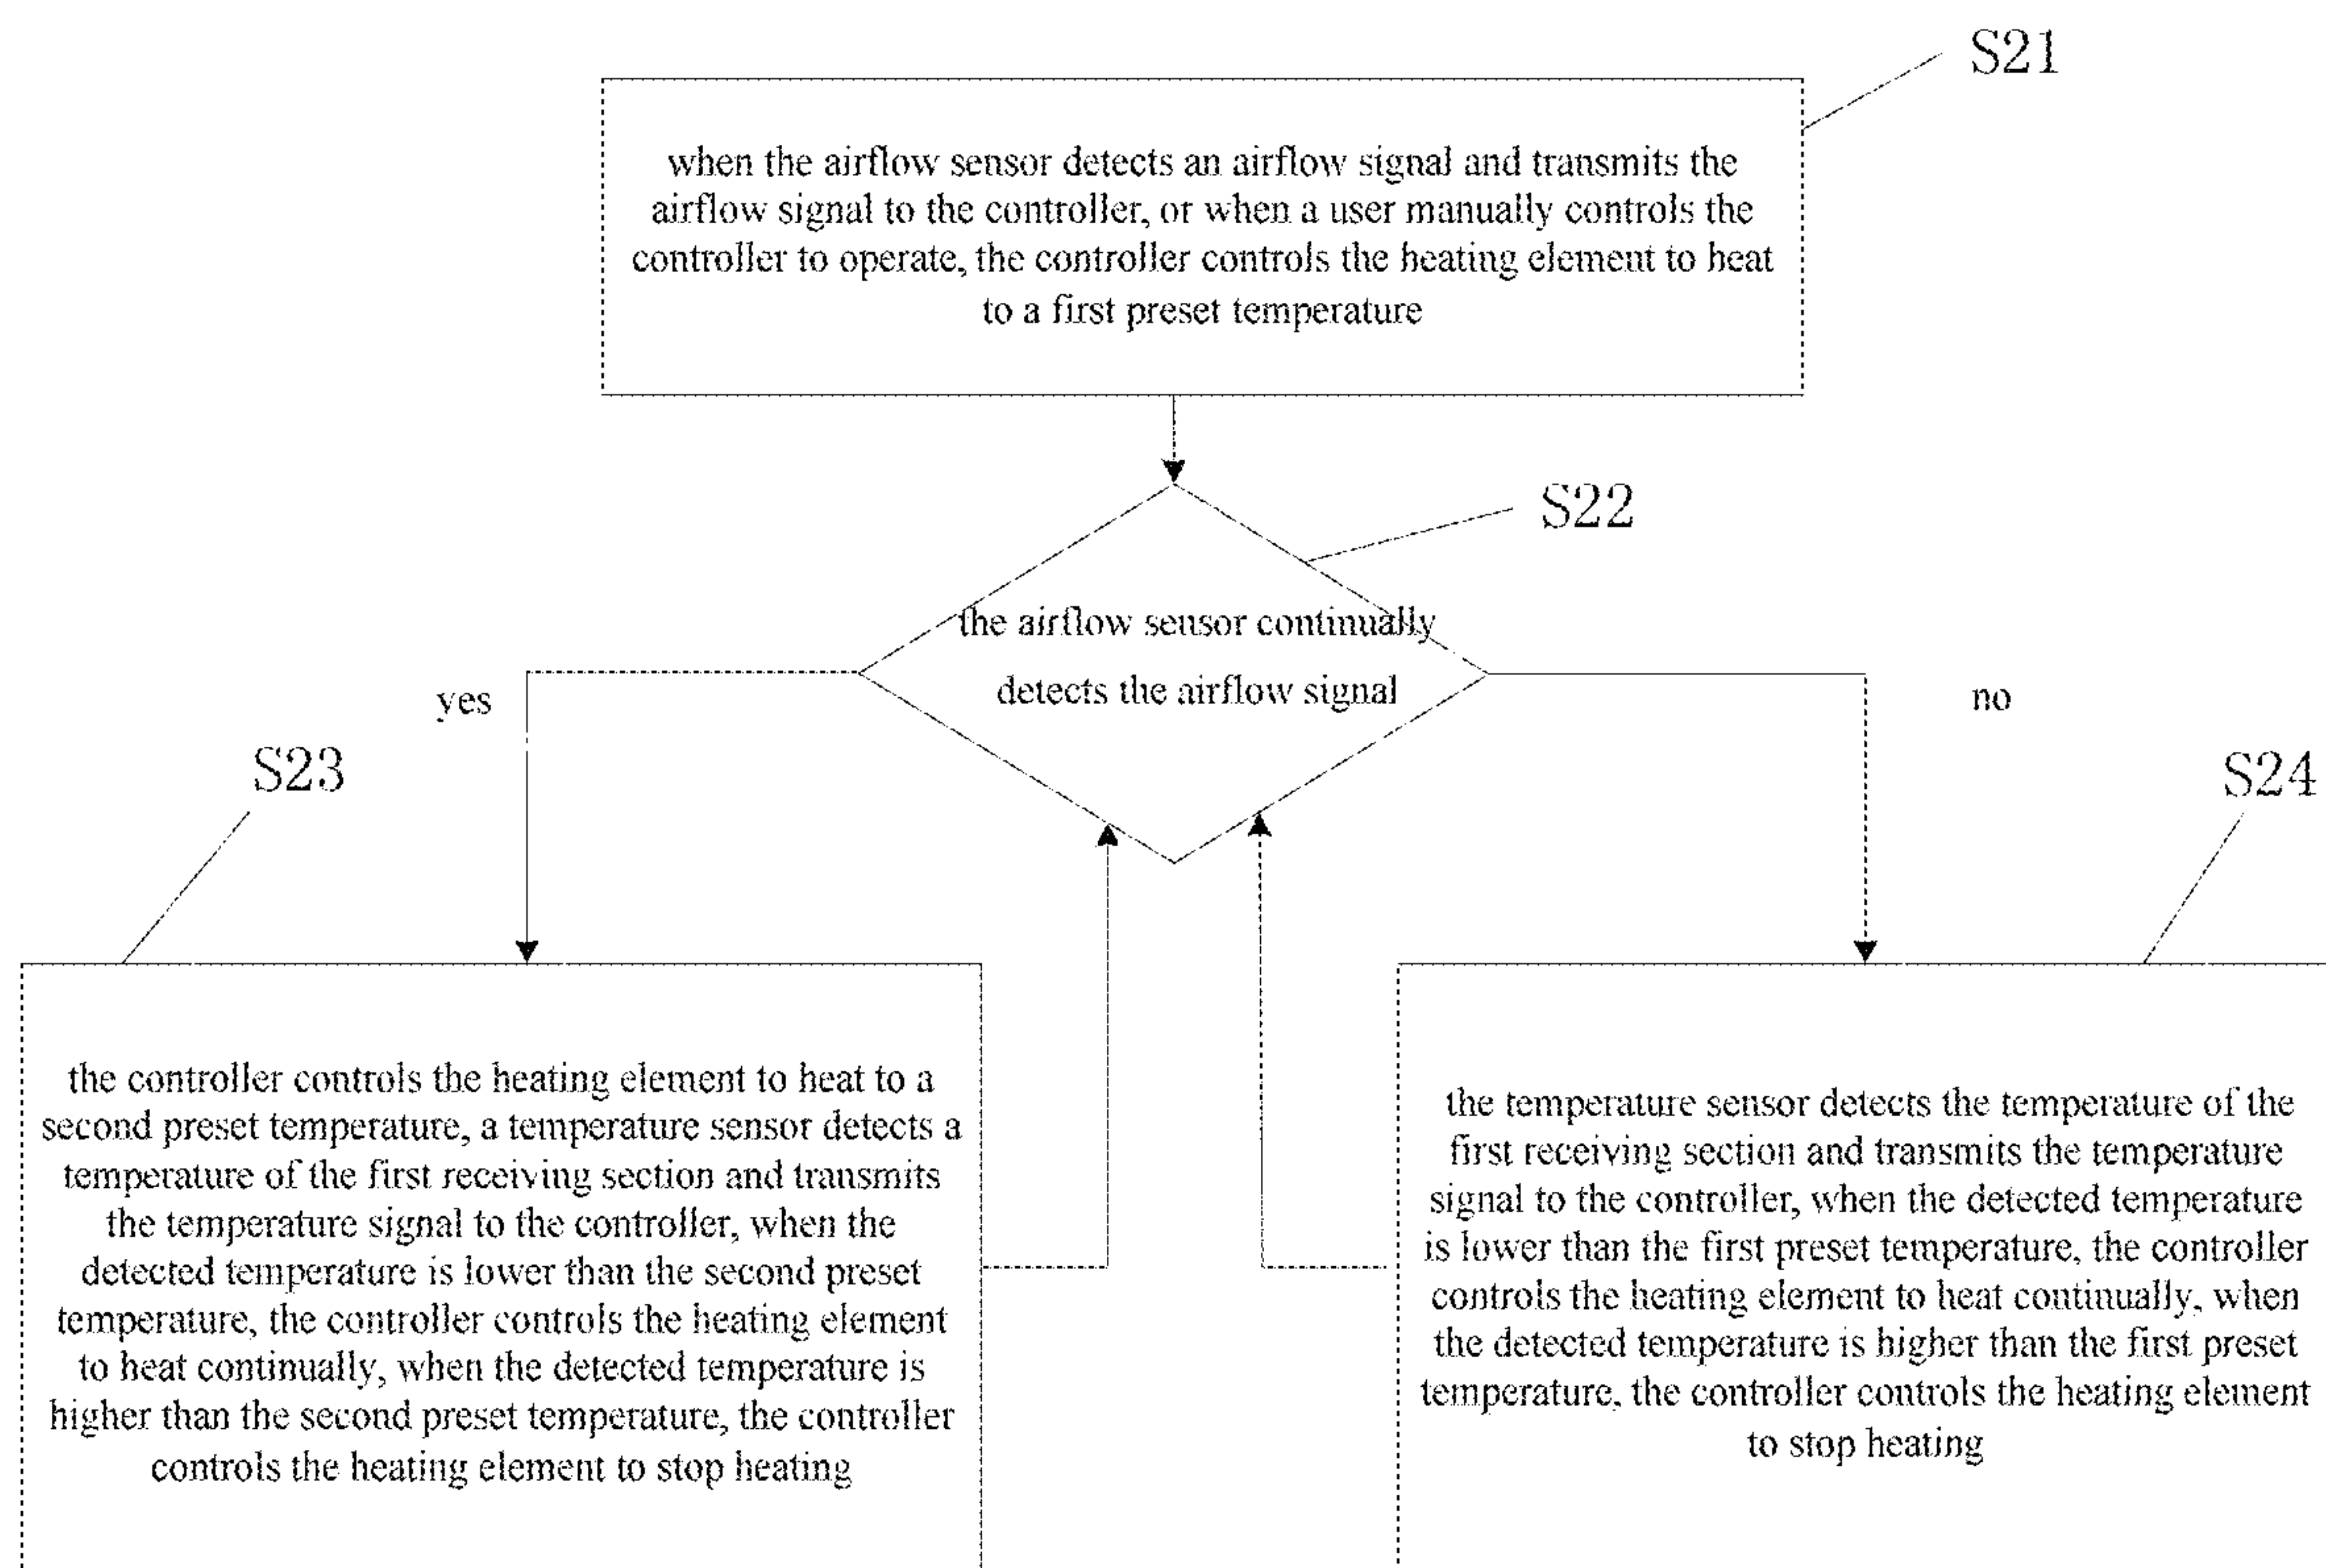 S21
when the airflow sensor detects an airflow signal and transmits the
airflow signal to the controller, or when a user manually controls the
controller to operate, the controller controls the heating element to heat
to a first preset temperature
S22
the airflow sensor continually
detects the airflow signal
yes
no
S23
S24
the controller controls the heating element to heat to a
second preset temperature, a temperature sensor detects a
temperature of the first receiving section and transmits
the temperature signal to the controller, when the
detected temperature is lower than the second preset
temperature, the controller controls the heating element
to heat continually, when the detected temperature is
higher than the second preset temperature, the controller
controls the heating element to stop heating
the temperature sensor detects the temperature of the
first receiving section and transmits the temperature
signal to the controller, when the detected temperature
is lower than the first preset temperature, the controller
controls the heating element to heat continually, when
the detected temperature is higher than the first preset
temperature, the controller controls the heating element
to stop heating